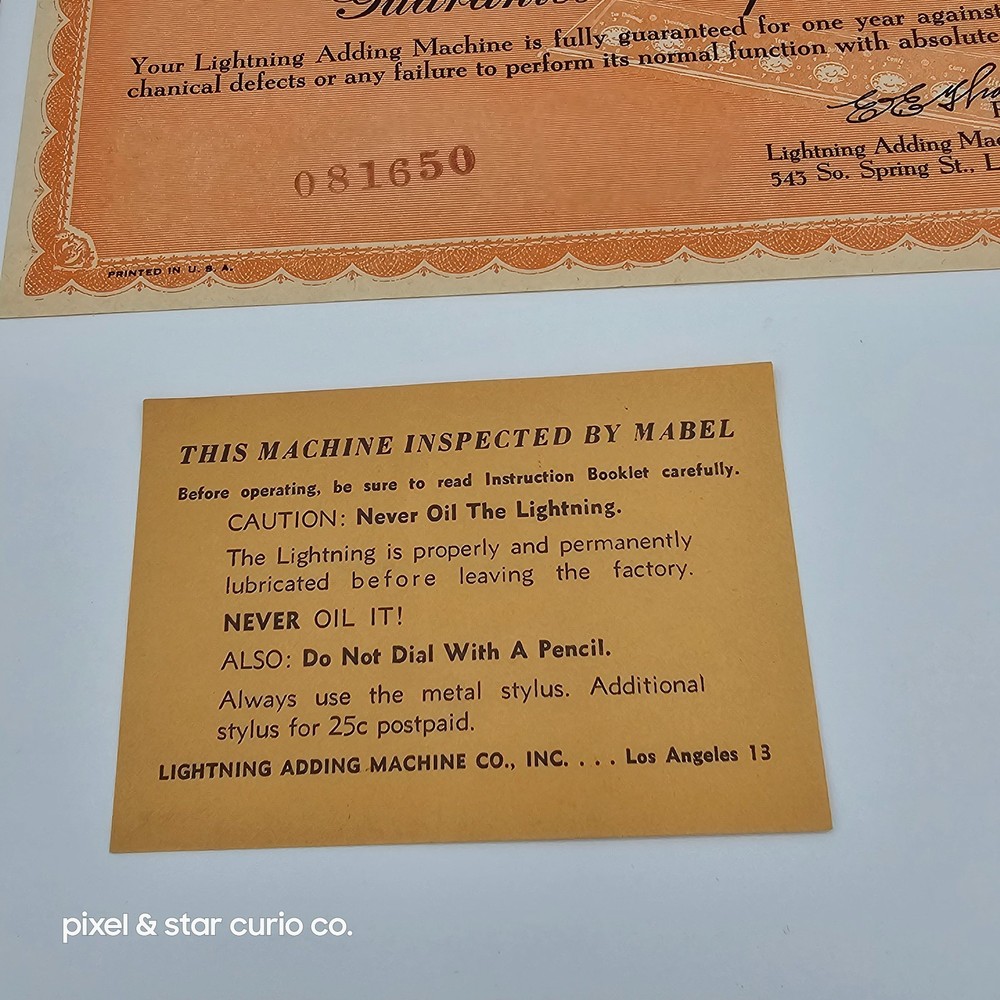 Your Lightning Adding Machine is fully guaranteed for one year against
chanical defects or any failure to perform its normal function with absolute
081650
Lightning Adding
543 So. Spring St.,
PRINTED IN U. S. A.
THIS MACHINE INSPECTED BY MABEL
Before operating, be sure to read Instruction Booklet carefully.
CAUTION: Never Oil The Lightning.
The Lightning is properly and permanently
lubricated before leaving the factory.
NEVER OIL IT!
ALSO: Do Not Dial With A Pencil.
Always use the metal stylus. Additional
stylus for 25c postpaid.
LIGHTNING ADDING MACHINE CO., INC. . . . Los Angeles 13
pixel & star curio co.